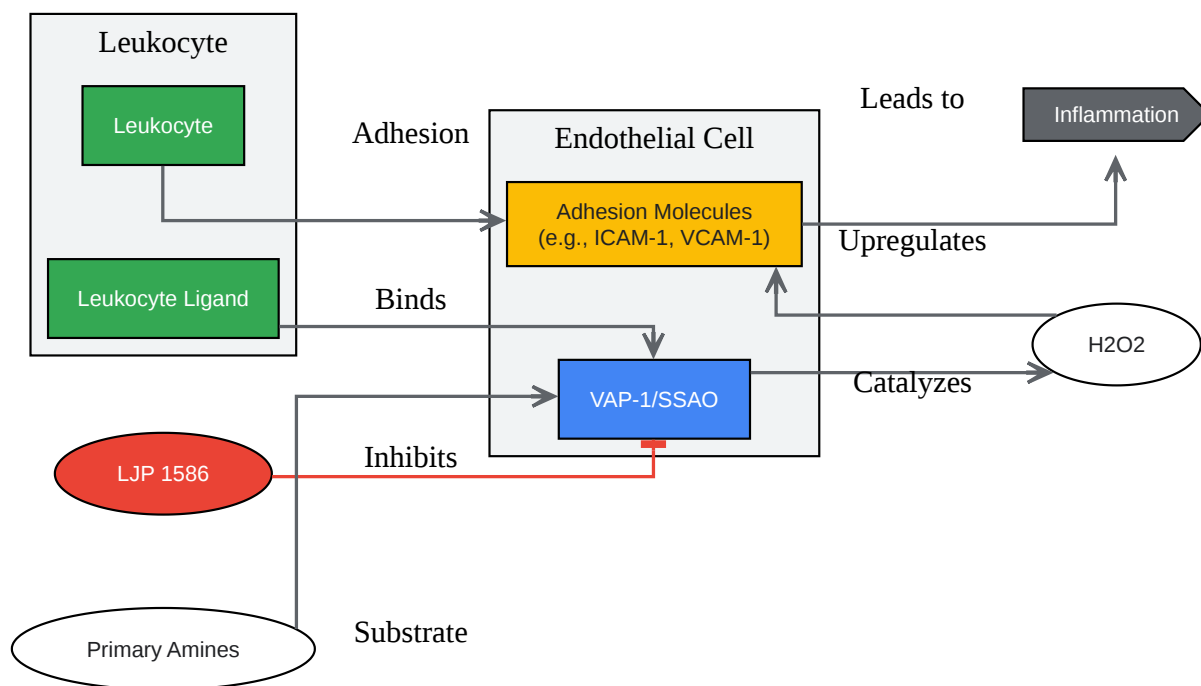 Leukocyte
Leukocyte
Leukocyte Ligand
Adhesion
Binds
Endothelial Cell
Adhesion Molecules
(e.g., ICAM-1, VCAM-1)
VAP-1/SSAO
Leads to
Inflammation
Upregulates
H2O2
Catalyzes
LJP 1586
Inhibits
Primary Amines
Substrate